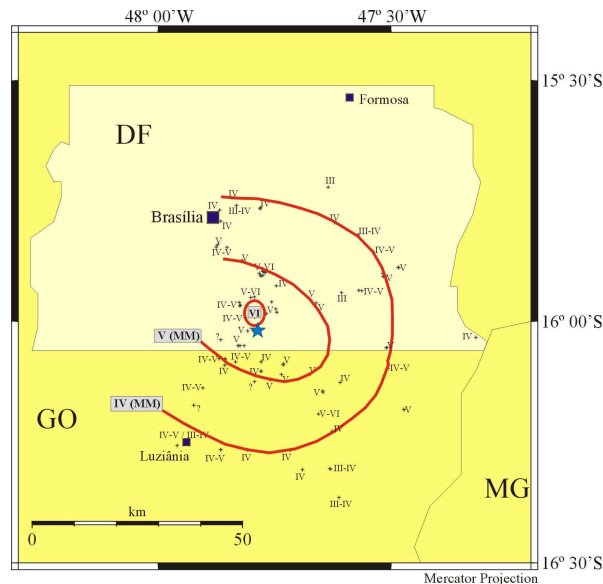 48º 00'W 47º 30'W
15º 30'S
Formosa
DF
III
IV
IV III-IV IV
Brasília
IV IV
III-IV
V
IV-V
V
IV-V
V
V-VI
V
IV
V-VI
III
IV-V
IV-V
V
VI
V
IV-V
16º 00'S
?
V
IV
V (MM)
V
V
IV-V
IV-V
IV
IV
V
IV-V
IV
V
V
?
V
IV
IV-V
V
IV (MM)
?
V-VI
V
GO
IV
IV-V / III-IV
Luziânia
IV-V
IV
IV
IV
III-IV
MG
III-IV
km
0 50
16º 30'S
Mercator Projection